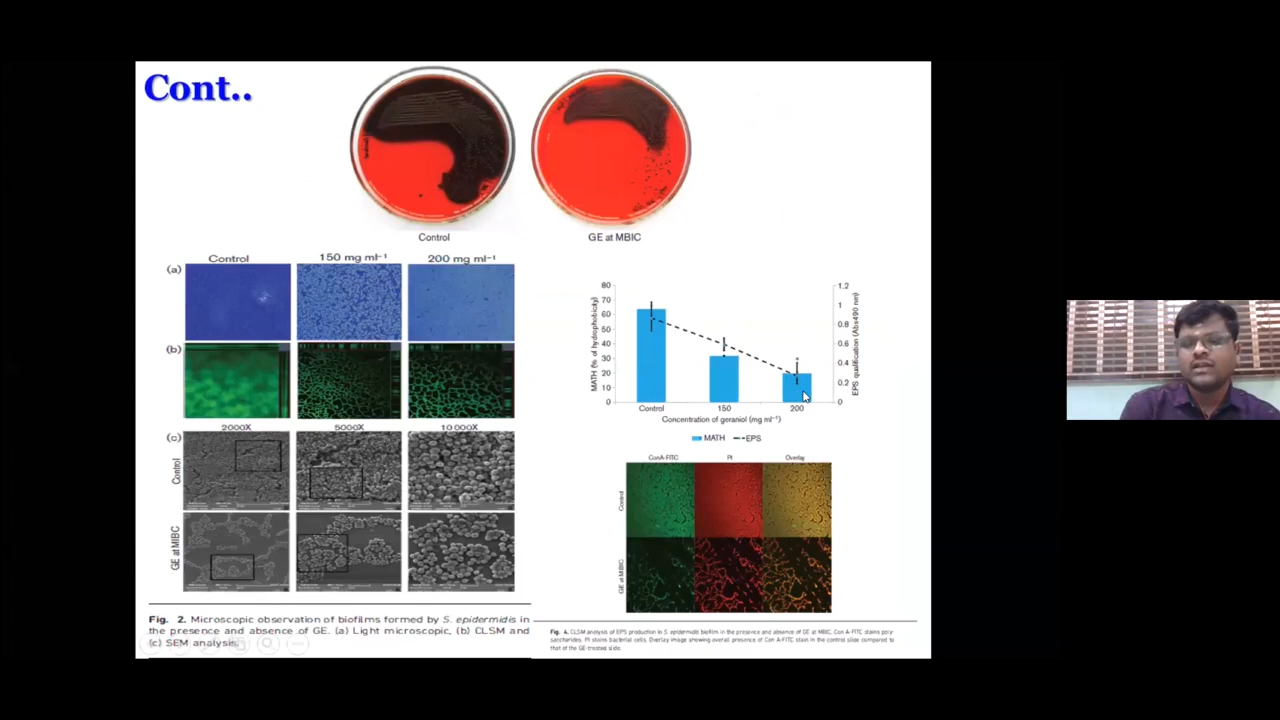 Cont..
Control
GE at MBIC
Control
150 mg ml⁻¹
200 mg ml⁻¹
(a)
(b)
2000X
5000X
10 000X
(c)
Control
GE at MIBC
Fig. 2. Microscopic observation of biofilms formed by S. epidermidis in
the presence and absence of GE. (a) Light microscopic, (b) CLSM and
(c) SEM analysis.
80
70
60
50
40
30
20
10
0
MATH (% of hydrophobicity)
1.2
1
0.8
0.6
0.4
0.2
0
EPS qualification (Abs490 nm)
*
Control
150
200
Concentration of geraniol (mg ml⁻¹)
MATH
EPS
ConA-FITC
PI
Overlay
Control
GE at MBIC
Fig. 4. CLSM analysis of EPS production in S. epidermidis biofilm in the presence and absence of GE at MBIC. Con A-FITC stains poly-
saccharides. PI stains bacterial cells. Overlay image showing overall presence of Con A-FITC stain in the control slide compared to
that of the GE-treated slide.